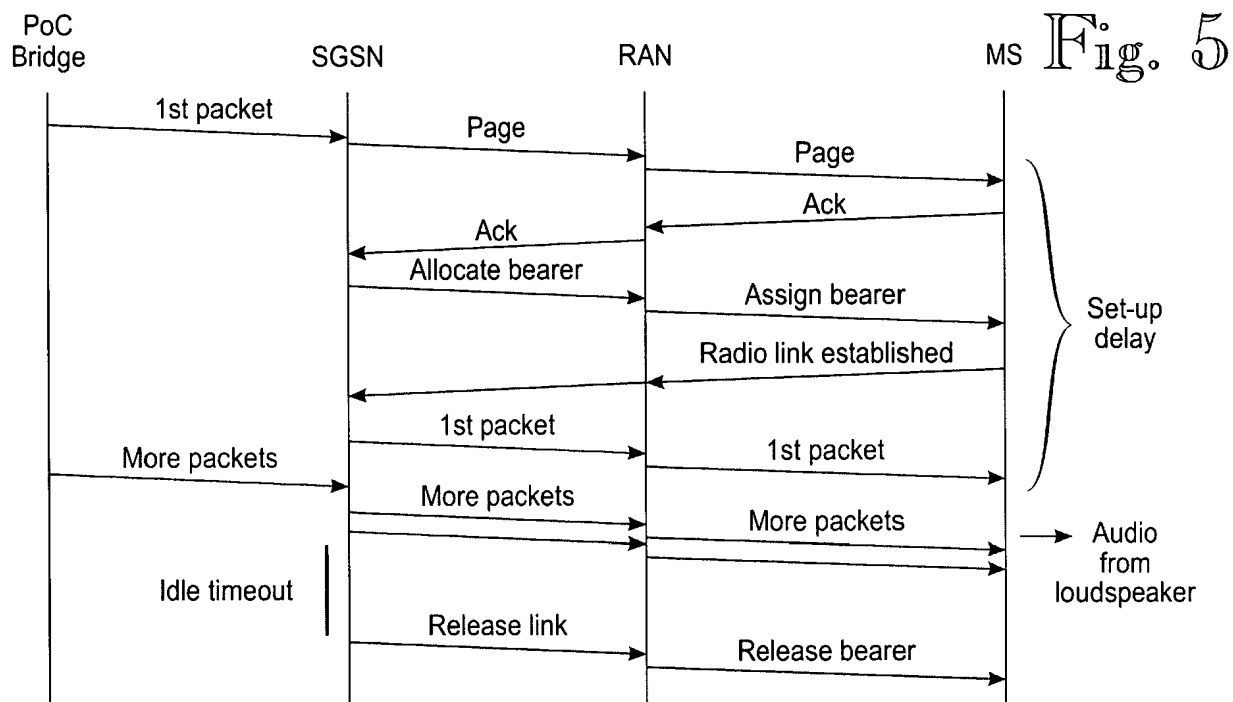 PoC
Bridge
SGSN
RAN
MS
Fig. 5
1st packet
Page
Page
Ack
Ack
Allocate bearer
Assign bearer
Set-up
delay
Radio link established
1st packet
1st packet
More packets
More packets
More packets
Audio
from
loudspeaker
Idle timeout
Release link
Release bearer